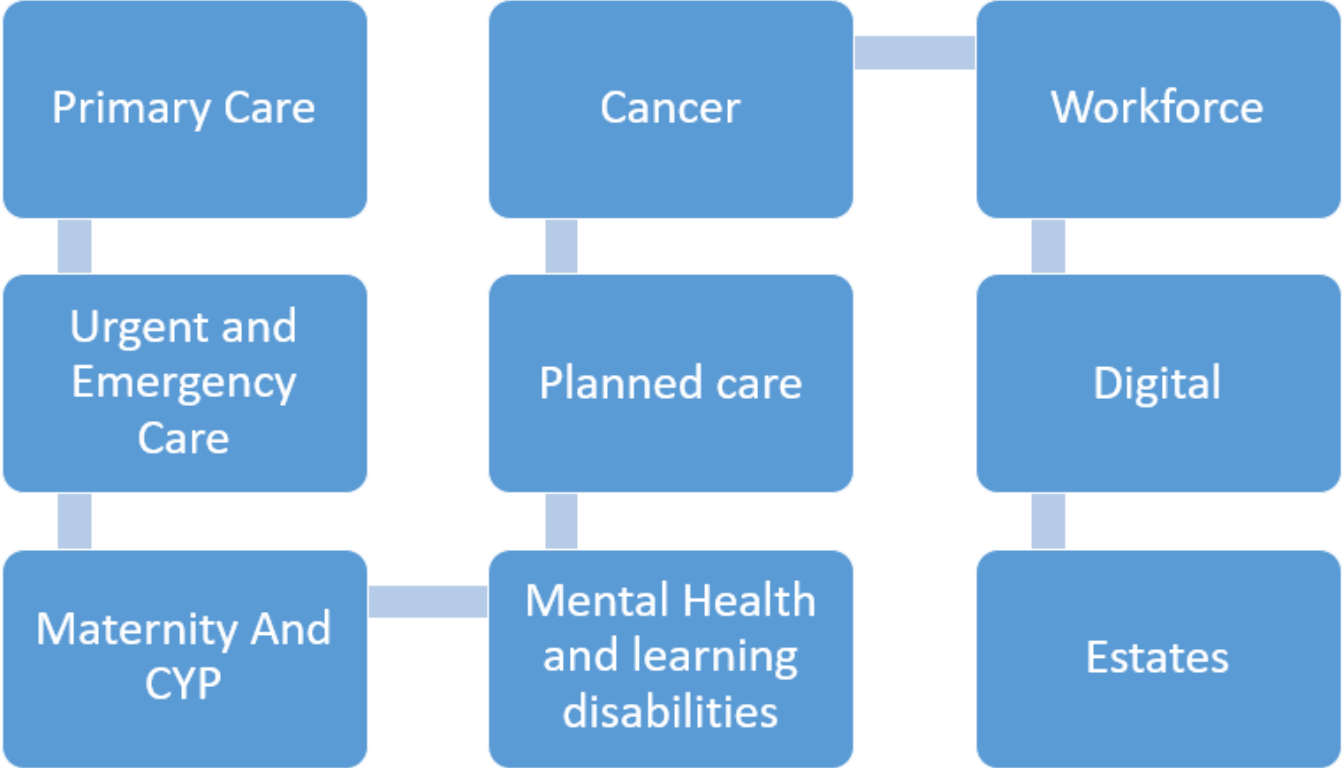 Primary Care
Urgent and
Emergency
Care
Maternity And
CYP
Mental Health
and learning
disabilities
Planned care
Cancer
Workforce
Digital
Estates